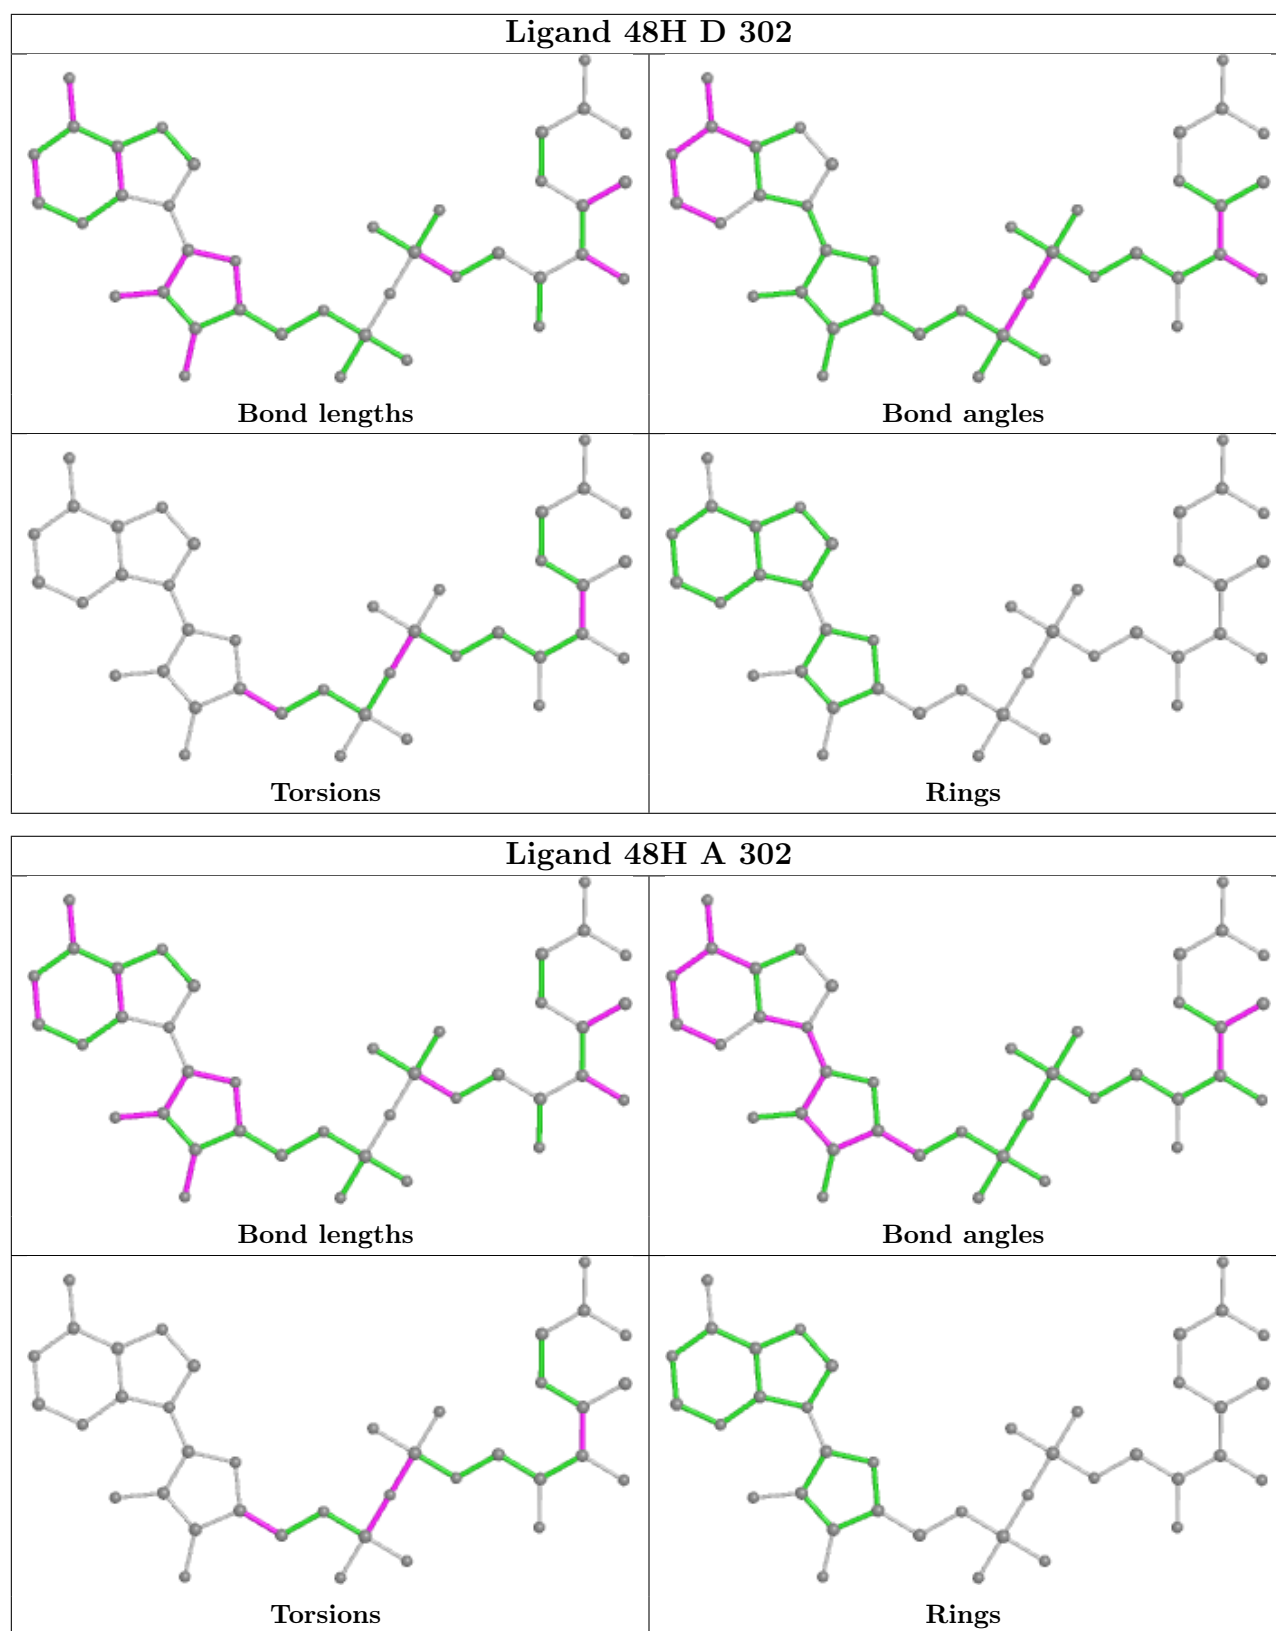 Ligand 48H D 302
Bond lengths
Bond angles
Torsions
Rings
Ligand 48H A 302
Bond lengths
Bond angles
Torsions
Rings